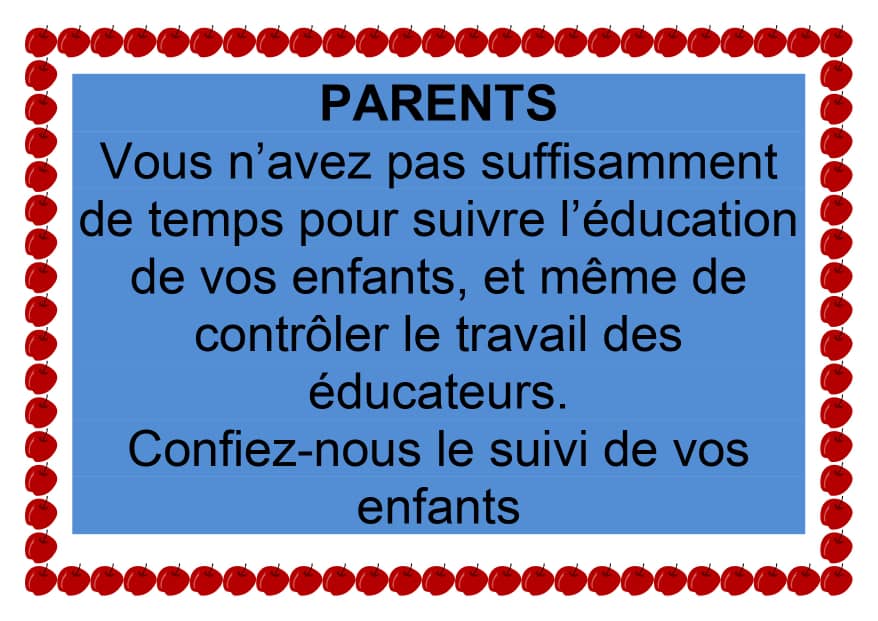 PARENTS
Vous n’avez pas suffisamment
de temps pour suivre l’éducation
de vos enfants, et même de
contrôler le travail des
éducateurs.
Confiez-nous le suivi de vos
enfants